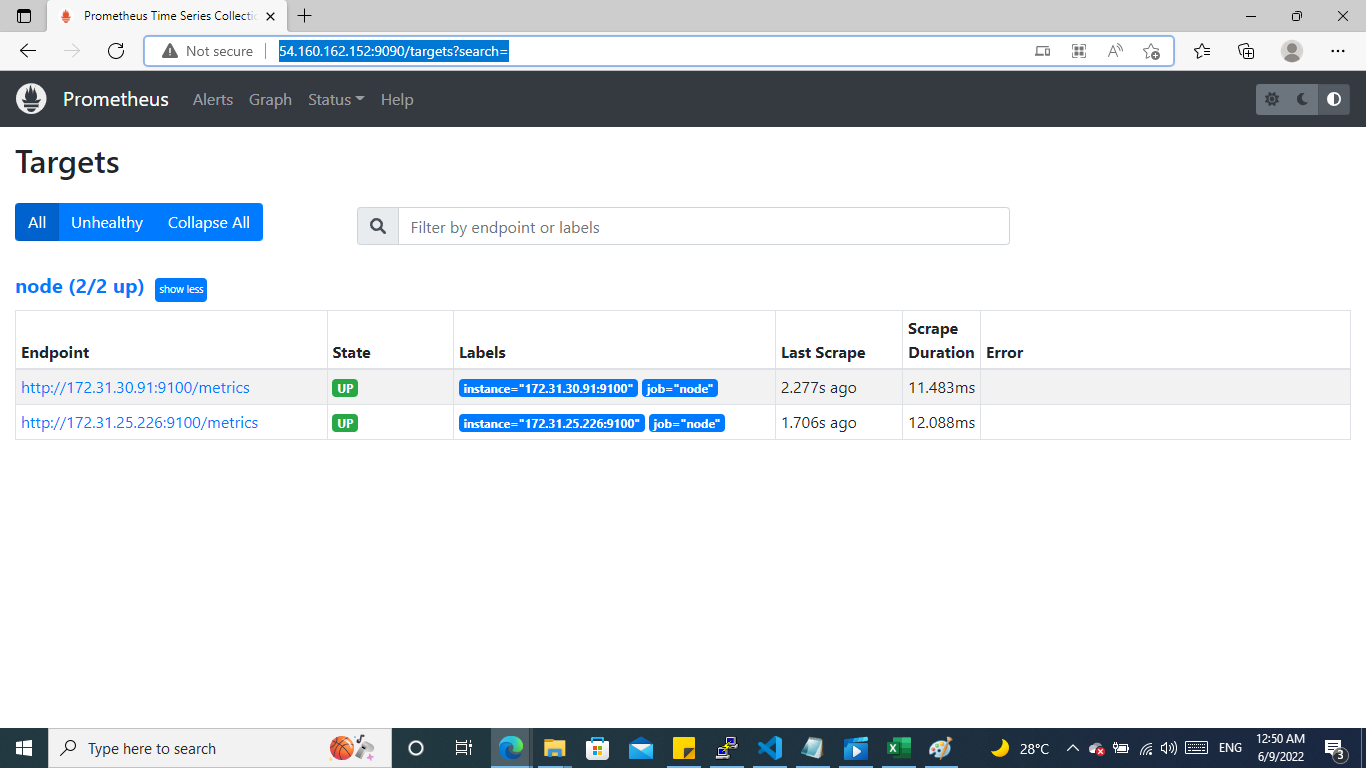 Prometheus Time Series Collectio
Not secure
54.160.162.152:9090/targets?search=
Prometheus Alerts Graph Status Help
Targets
All Unhealthy Collapse All
Filter by endpoint or labels
node (2/2 up) show less
Endpoint State Labels Last Scrape Scrape Duration Error
http://172.31.30.91:9100/metrics UP instance="172.31.30.91:9100" job="node" 2.277s ago 11.483ms
http://172.31.25.226:9100/metrics UP instance="172.31.25.226:9100" job="node" 1.706s ago 12.088ms
Type here to search
28°C
ENG
12:50 AM
6/9/2022
3